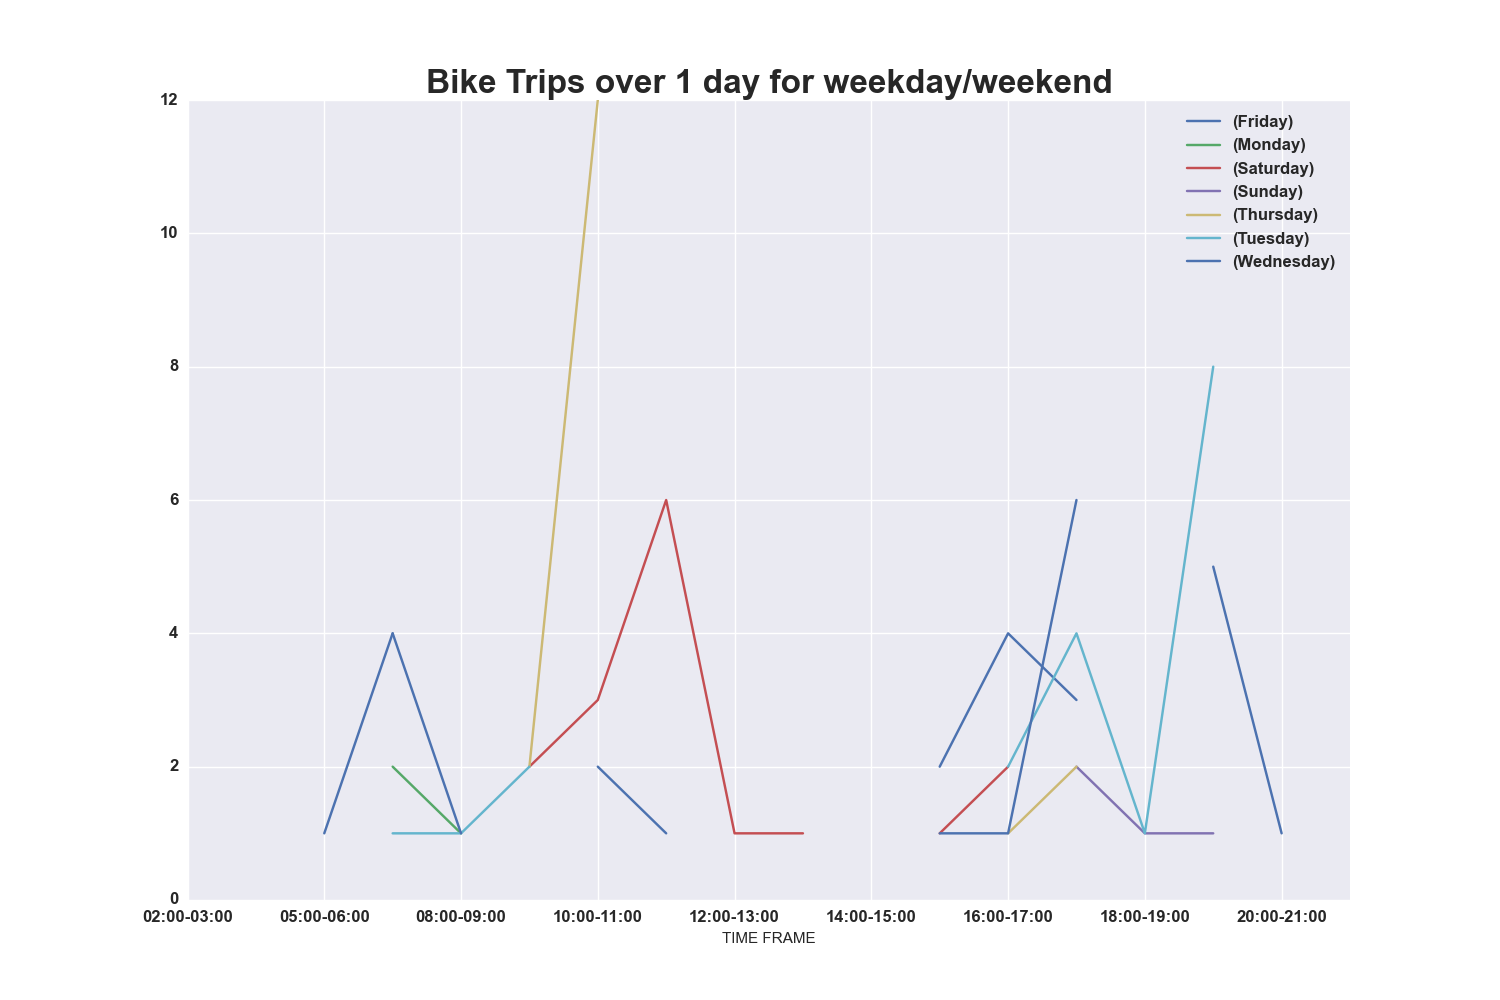 Bike Trips over 1 day for weekday/weekend
12
10
8
6
4
2
0
(Friday)
(Monday)
(Saturday)
(Sunday)
(Thursday)
(Tuesday)
(Wednesday)
02:00-03:00 05:00-06:00 08:00-09:00 10:00-11:00 12:00-13:00 14:00-15:00 16:00-17:00 18:00-19:00 20:00-21:00
TIME FRAME